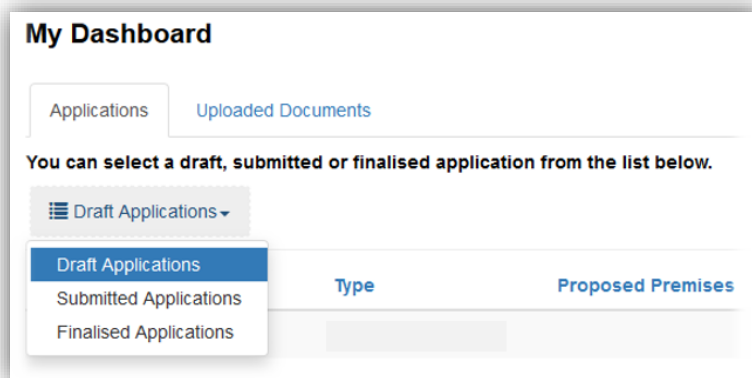 My Dashboard
Applications Uploaded Documents
You can select a draft, submitted or finalised application from the list below.
Draft Applications
Draft Applications
Type Proposed Premises
Submitted Applications
Finalised Applications